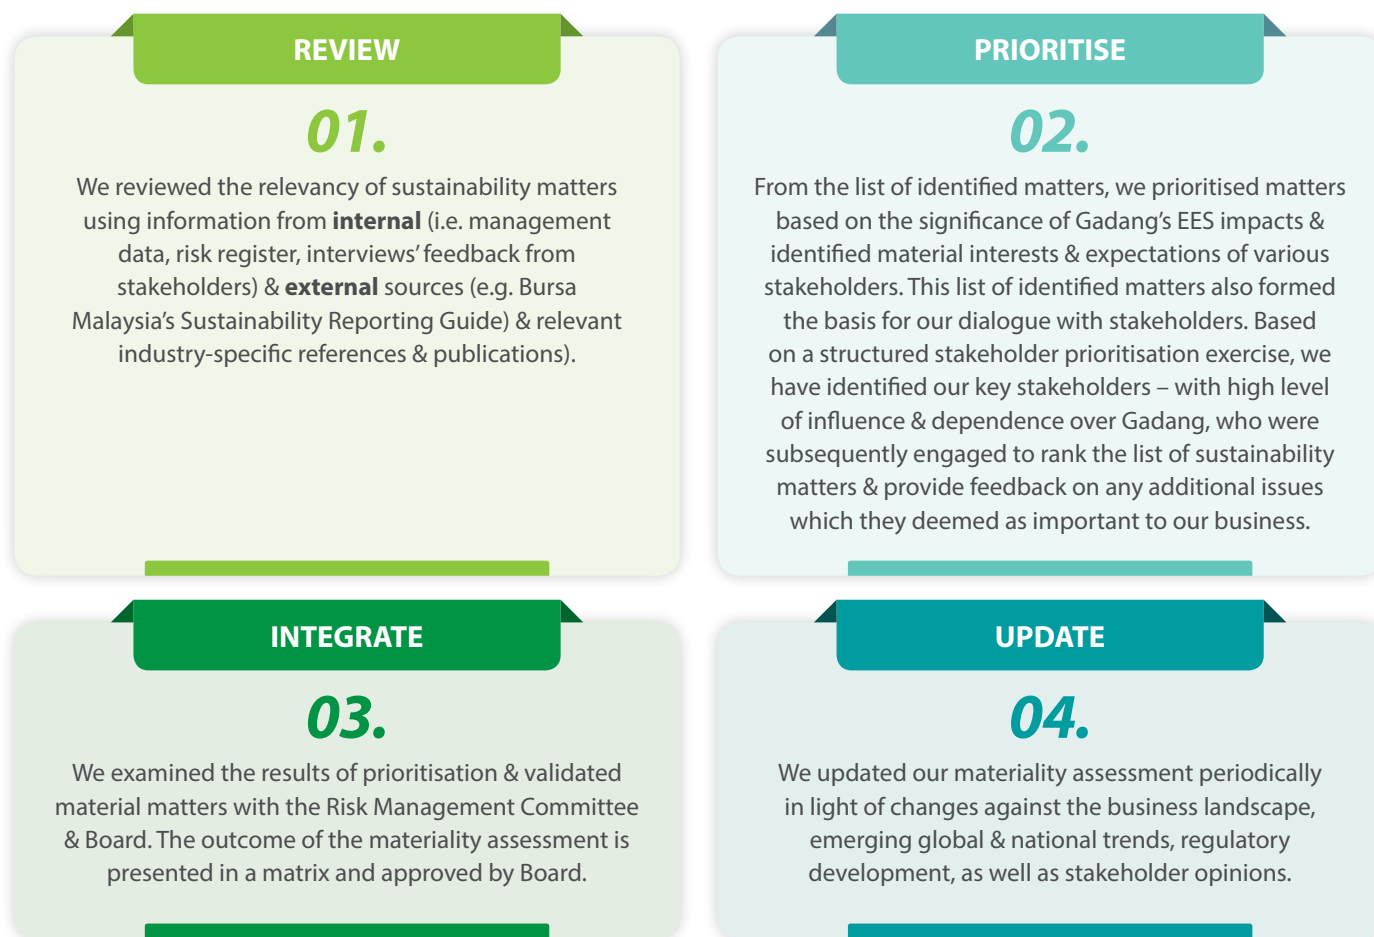 REVIEW
01.
We reviewed the relevancy of sustainability matters
using information from internal (i.e. management
data, risk register, interviews’ feedback from
stakeholders) & external sources (e.g. Bursa
Malaysia’s Sustainability Reporting Guide) & relevant
industry-specific references & publications).
PRIORITISE
02.
From the list of identified matters, we prioritised matters
based on the significance of Gadang’s EES impacts &
identified material interests & expectations of various
stakeholders. This list of identified matters also formed
the basis for our dialogue with stakeholders. Based
on a structured stakeholder prioritisation exercise, we
have identified our key stakeholders – with high level
of influence & dependence over Gadang, who were
subsequently engaged to rank the list of sustainability
matters & provide feedback on any additional issues
which they deemed as important to our business.
INTEGRATE
03.
We examined the results of prioritisation & validated
material matters with the Risk Management Committee
& Board. The outcome of the materiality assessment is
presented in a matrix and approved by Board.
UPDATE
04.
We updated our materiality assessment periodically
in light of changes against the business landscape,
emerging global & national trends, regulatory
development, as well as stakeholder opinions.